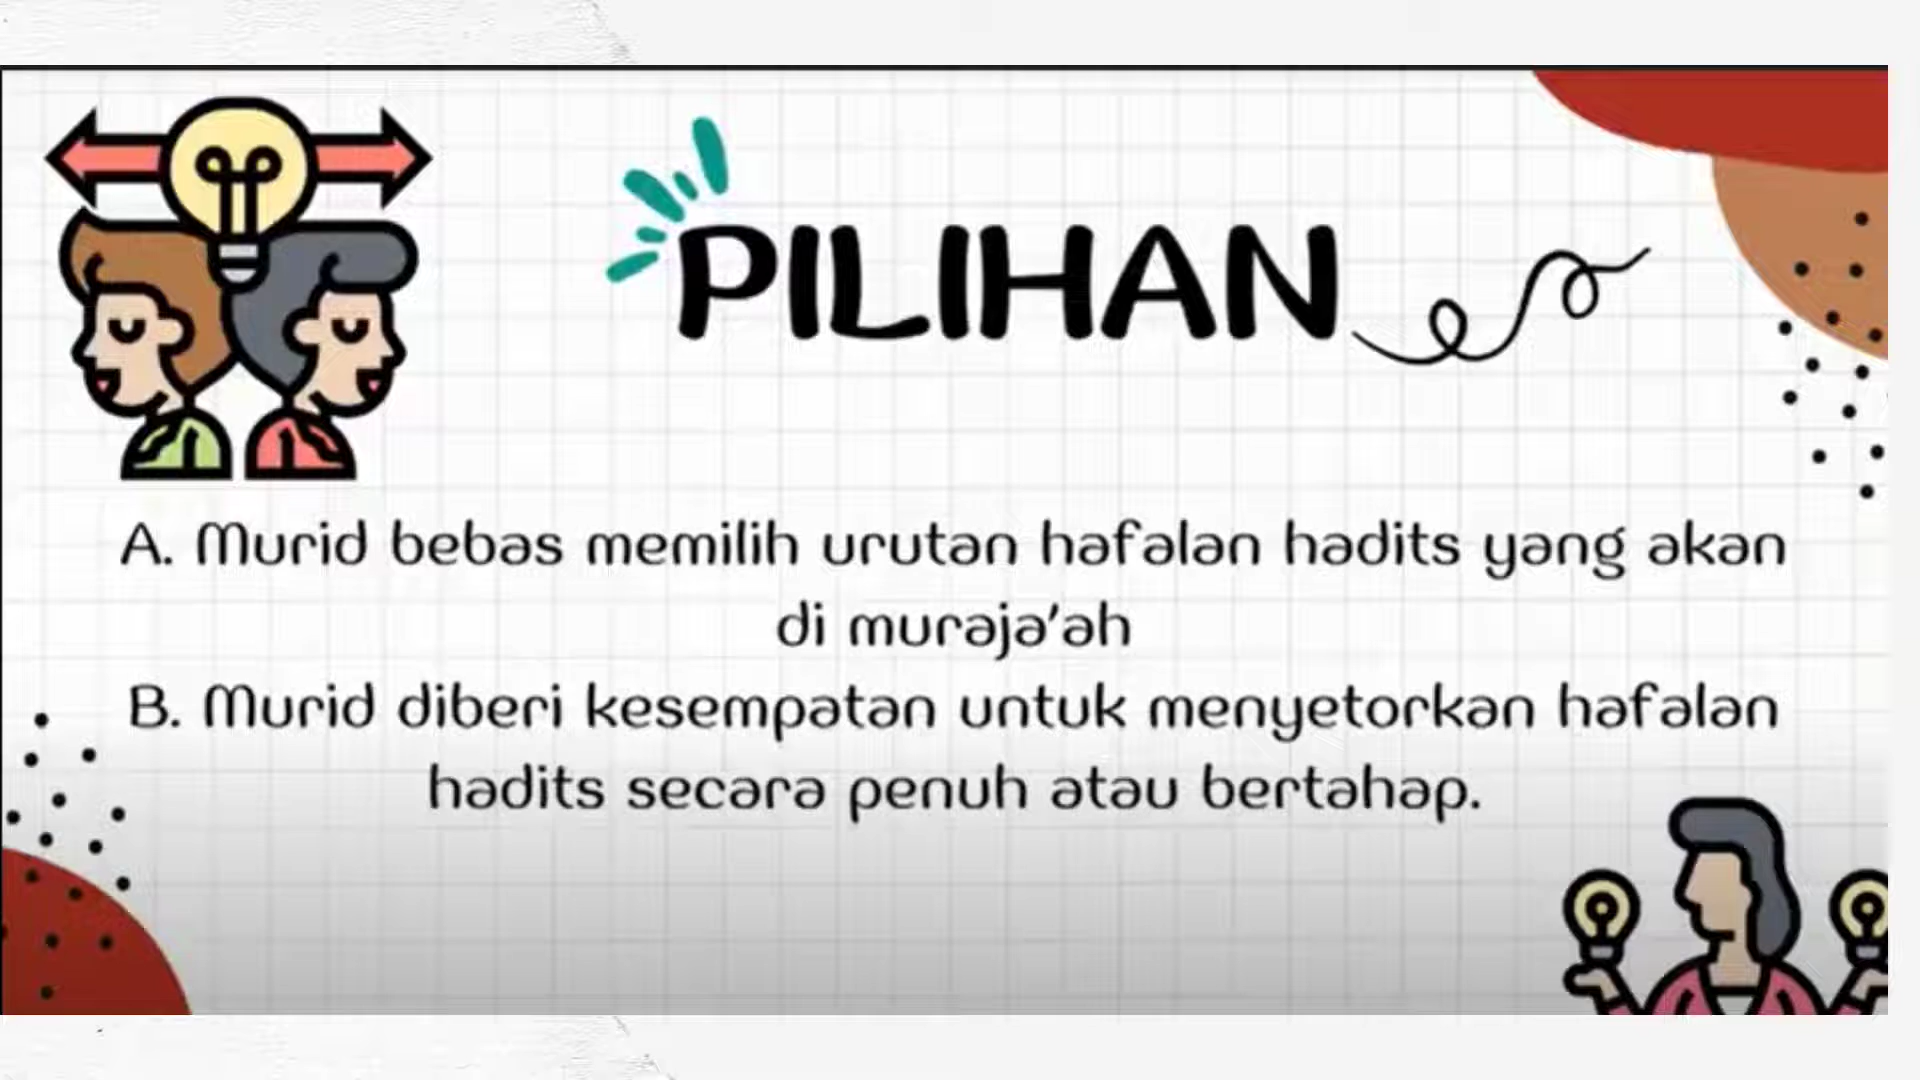 PILIHAN
A. Murid bebas memilih urutan hafalan hadits yang akan
di muraja'ah
B. Murid diberi kesempatan untuk menyetorkan hafalan
hadits secara penuh atau bertahap.